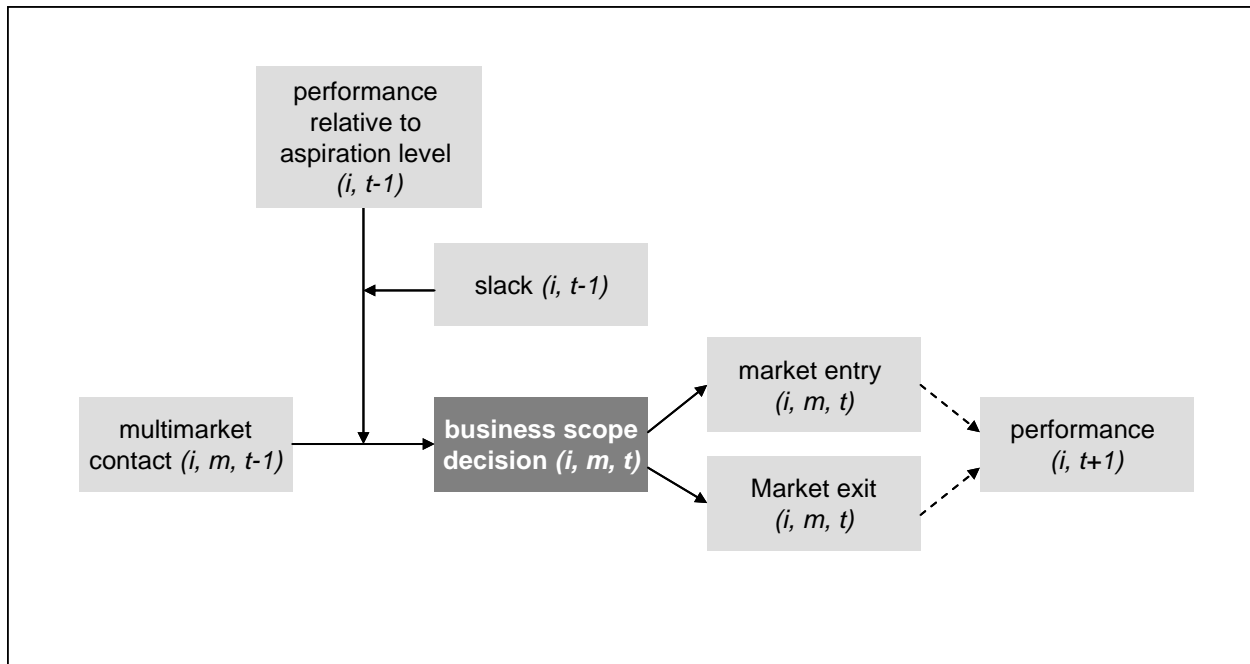 performance
relative to
aspiration level
(i, t-1)
slack (i, t-1)
multimarket
contact (i, m, t-1)
business scope
decision (i, m, t)
market entry
(i, m, t)
Market exit
(i, m, t)
performance
(i, t+1)